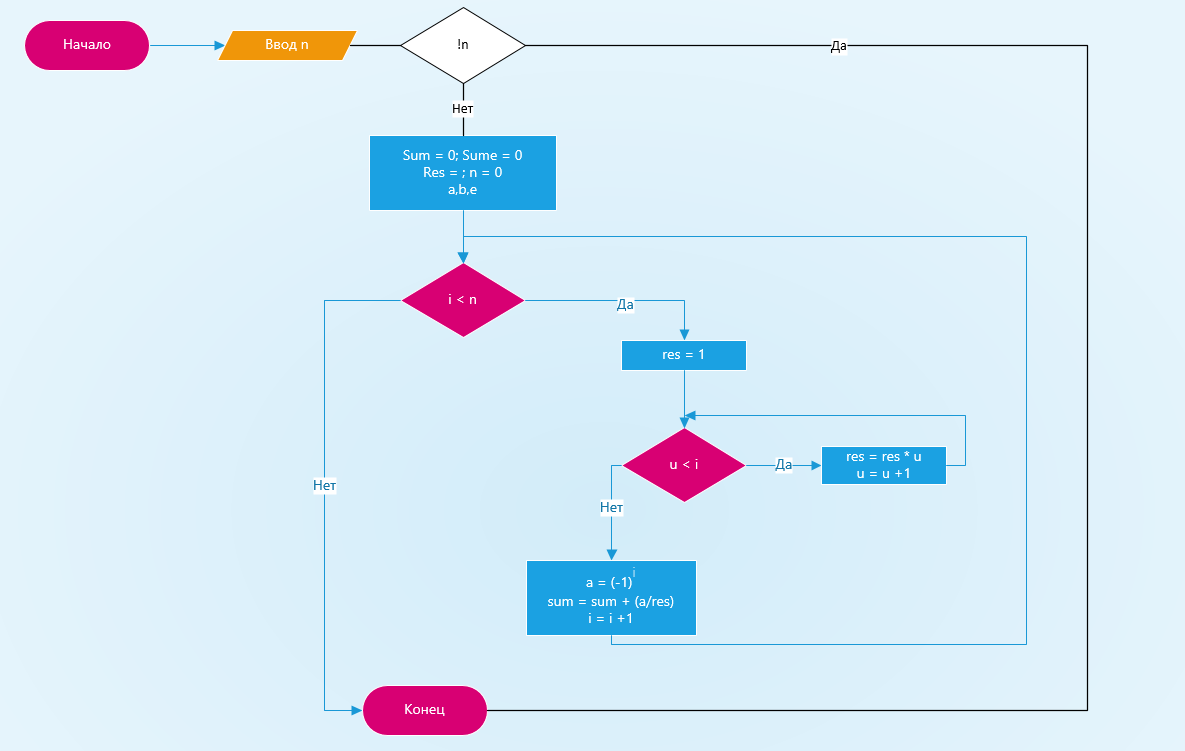 Начало
Ввод n
!n
Да
Нет
Sum = 0; Sume = 0
Res = ; n = 0
a,b,e
i < n
Да
res = 1
u < i
Да
res = res * u
u = u +1
Нет
Нет
a = (-1)^i
sum = sum + (a/res)
i = i +1
Конец